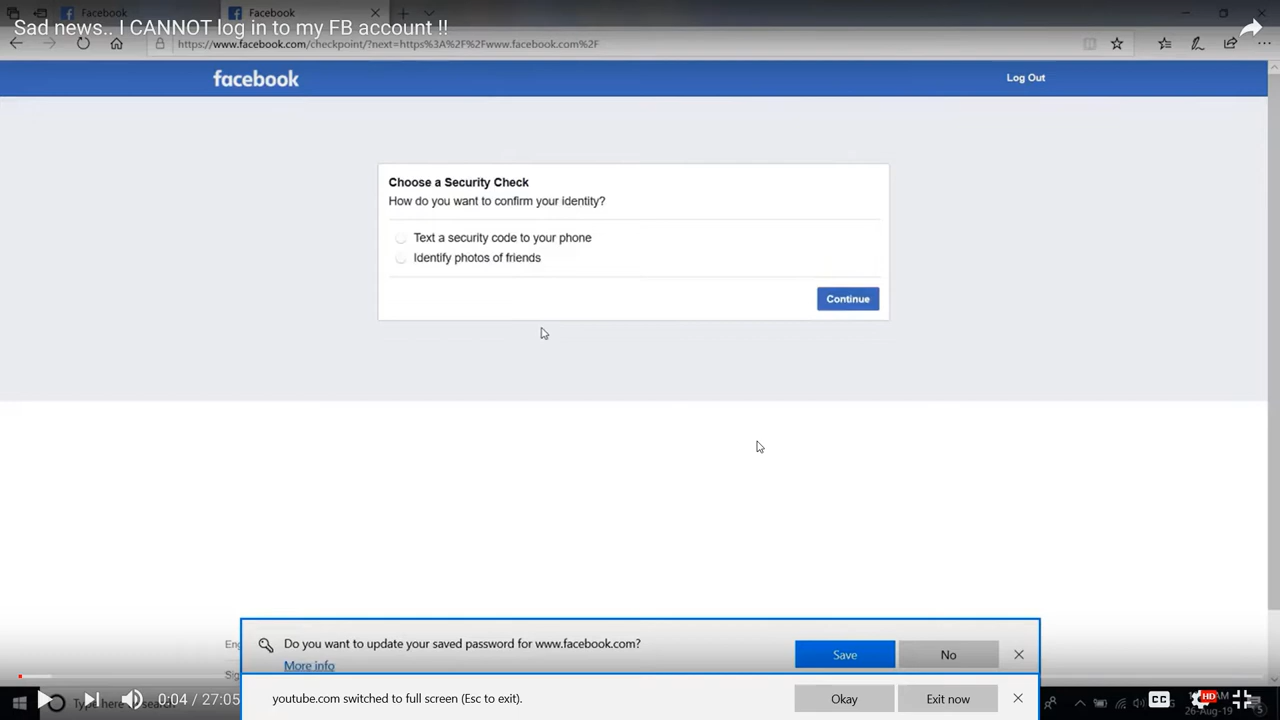 Facebook
Facebook
Sad news.. I CANNOT log in to my FB account !!
https://www.facebook.com/checkpoint/?next=https%3A%2F%2Fwww.facebook.com%2F
facebook
Log Out
Choose a Security Check
How do you want to confirm your identity?
Text a security code to your phone
Identify photos of friends
Continue
Do you want to update your saved password for www.facebook.com?
More info
Save
No
0:04 / 27:05
youtube.com switched to full screen (Esc to exit).
Okay
Exit now
CC
HD
26-Aug-19